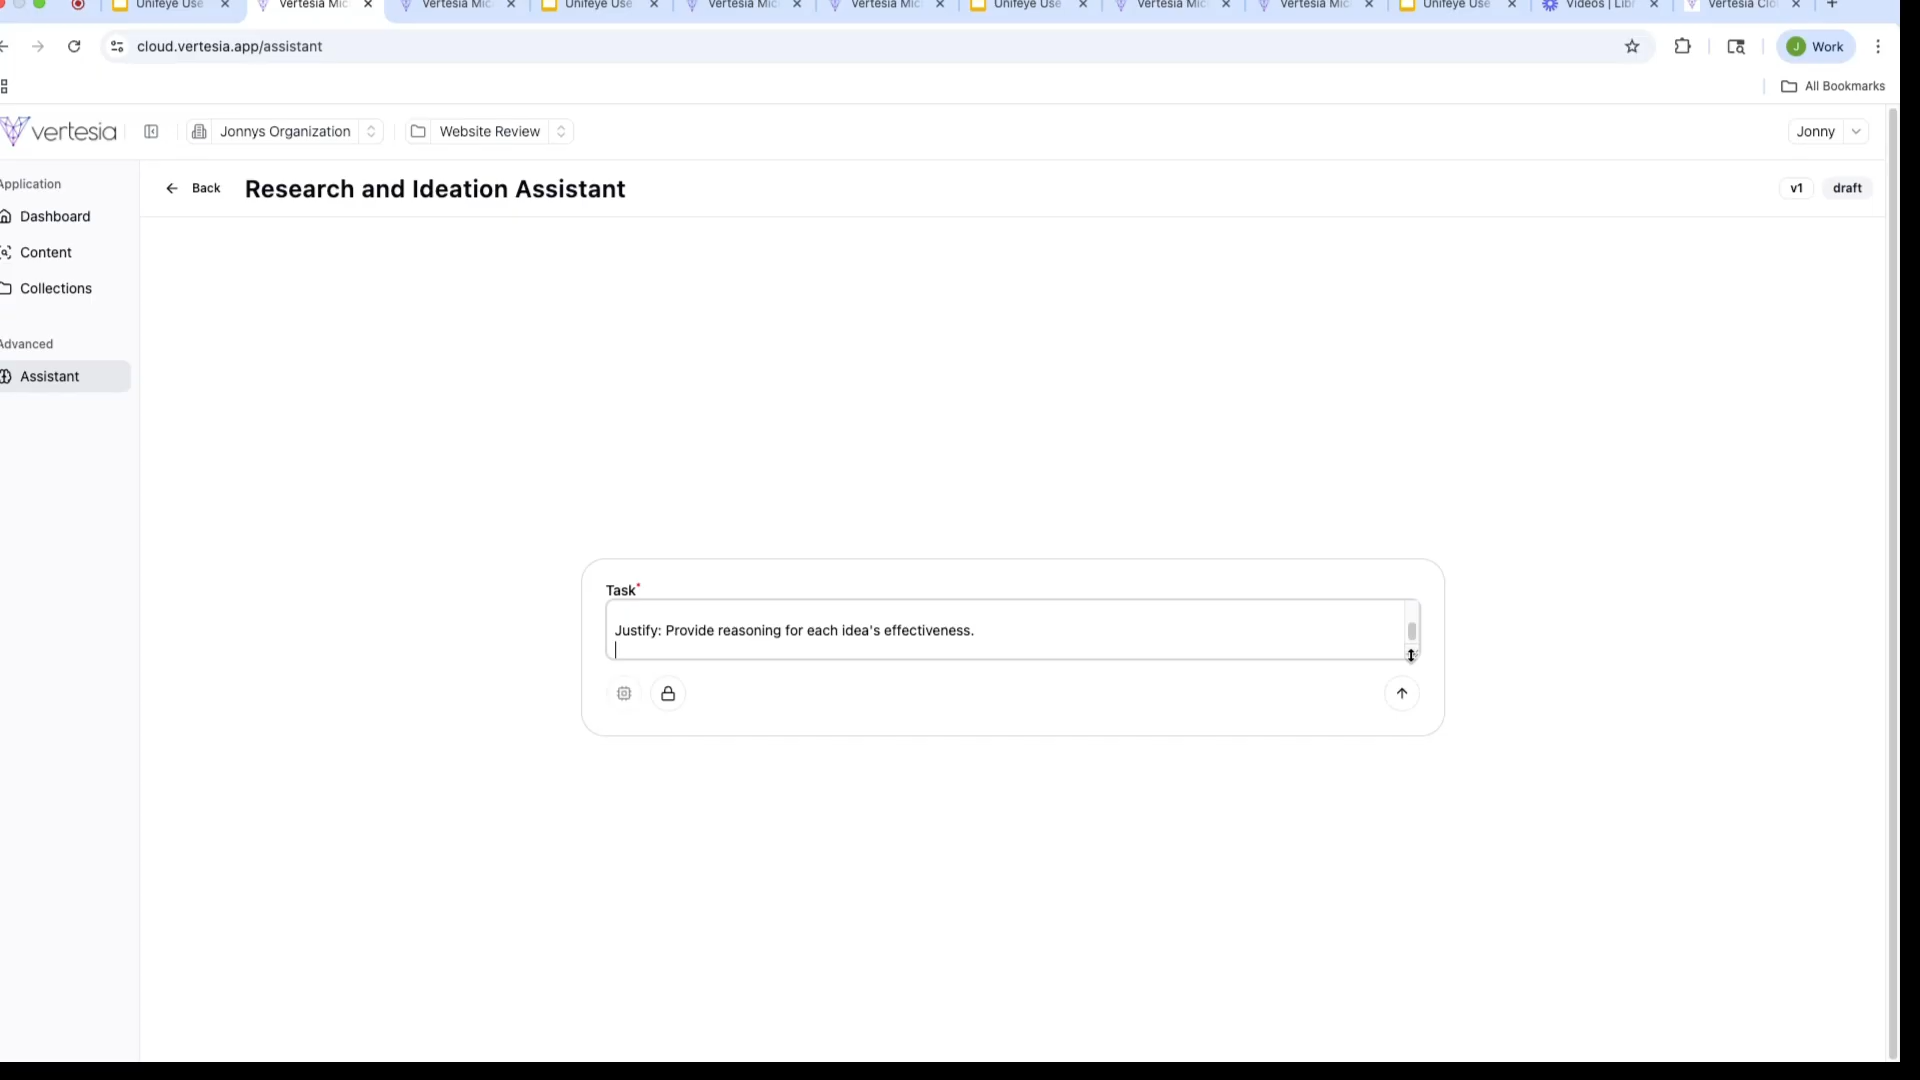 Unifeye Use
Vertesia Mic
Vertesia Mic
Unifeye Use
Vertesia Mic
Vertesia Mic
Unifeye Use
Vertesia Mic
Vertesia Mic
Unifeye Use
Videos | Libr
Vertesia Clo
cloud.vertesia.app/assistant
J Work
All Bookmarks
vertesia
Jonnys Organization
Website Review
Jonny
Application
Back
Research and Ideation Assistant
v1
draft
Dashboard
Content
Collections
Advanced
Assistant
Task*
Justify: Provide reasoning for each idea's effectiveness.